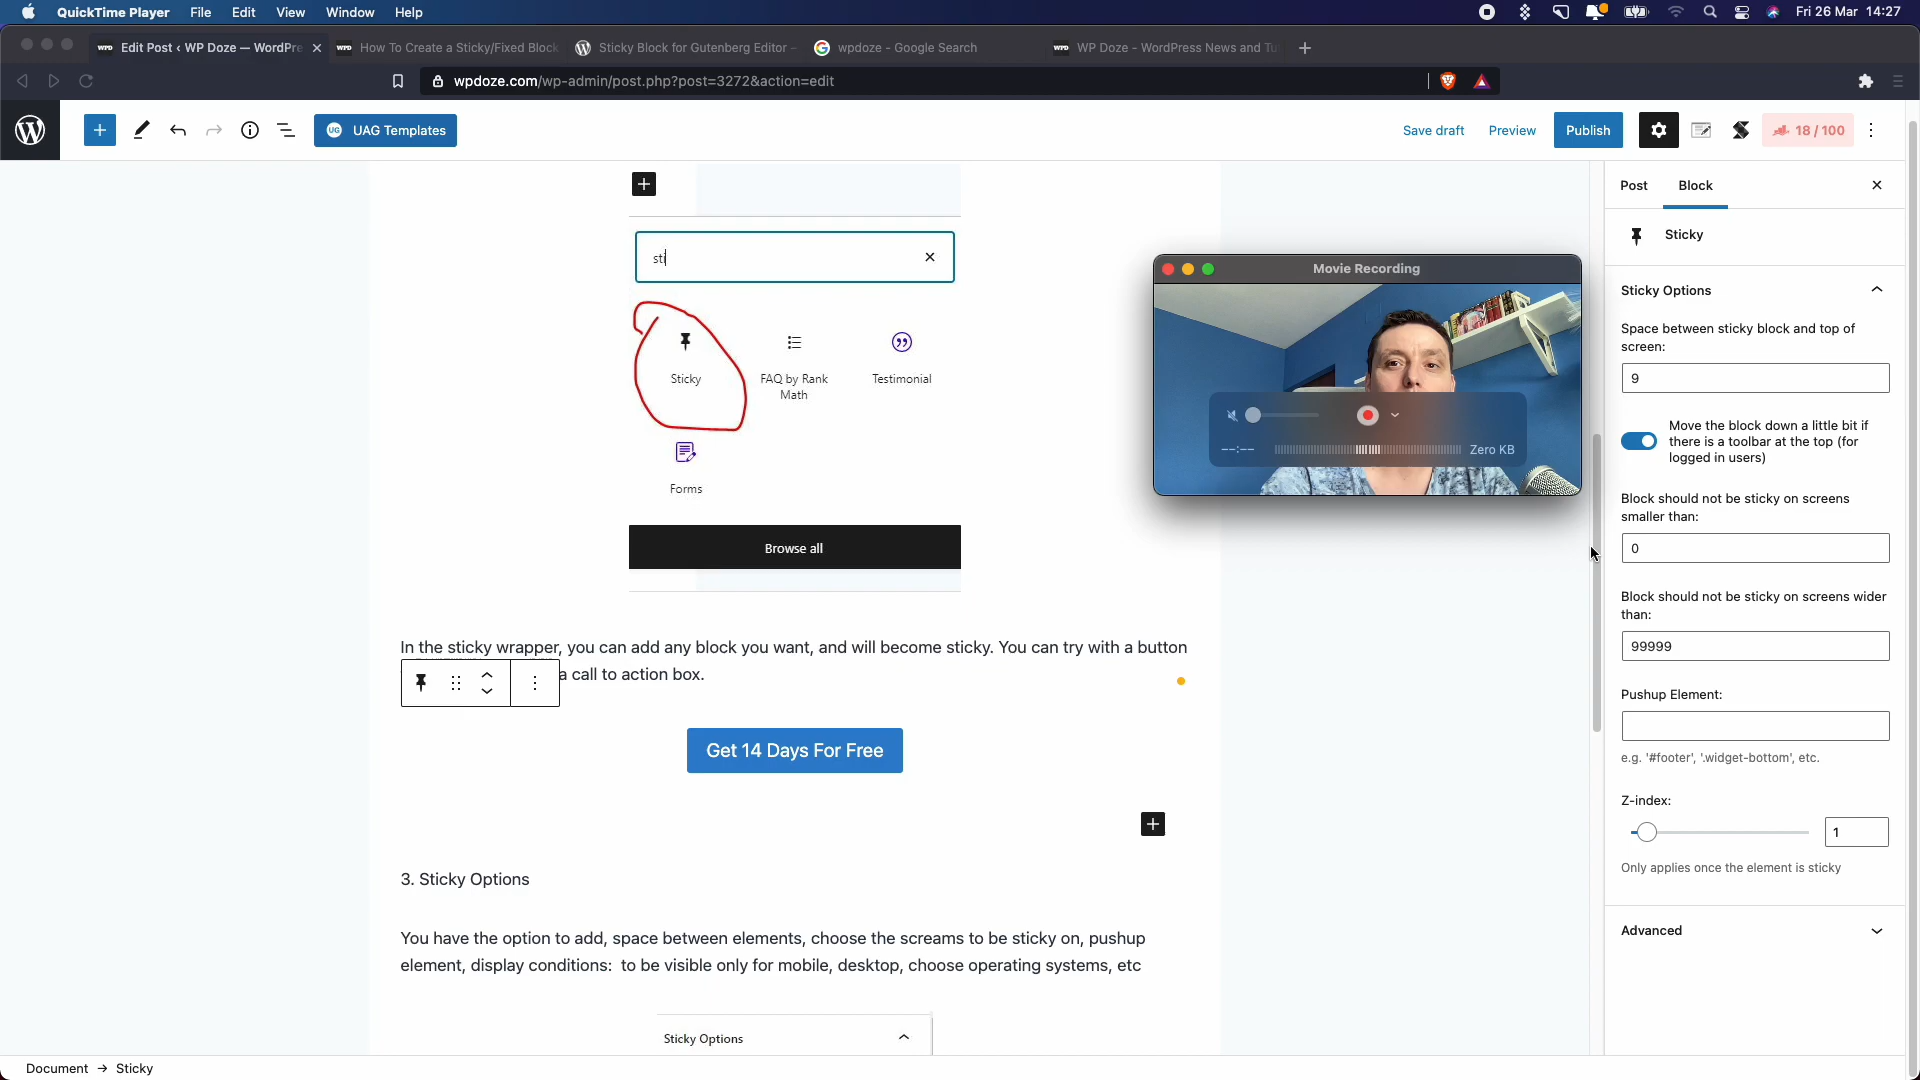 QuickTime Player File Edit View Window Help
Fri 26 Mar 14:27
WPD Edit Post ‹ WP Doze — WordPre
WPD How To Create a Sticky/Fixed Block
Sticky Block for Gutenberg Editor –
wpdoze - Google Search
WPD WP Doze - WordPress News and Tu
wpdoze.com/wp-admin/post.php?post=3272&action=edit
UG UAG Templates
Save draft
Preview
Publish
18 / 100
sti
Sticky
FAQ by Rank
Math
Testimonial
Forms
Browse all
In the sticky wrapper, you can add any block you want, and will become sticky. You can try with a button
a call to action box.
Get 14 Days For Free
3. Sticky Options
You have the option to add, space between elements, choose the screams to be sticky on, pushup
element, display conditions: to be visible only for mobile, desktop, choose operating systems, etc
Sticky Options
Movie Recording
--:--
Zero KB
Post
Block
Sticky
Sticky Options
Space between sticky block and top of
screen:
9
Move the block down a little bit if
there is a toolbar at the top (for
logged in users)
Block should not be sticky on screens
smaller than:
0
Block should not be sticky on screens wider
than:
99999
Pushup Element:
e.g. '#footer', '.widget-bottom', etc.
Z-index:
1
Only applies once the element is sticky
Advanced
Document → Sticky